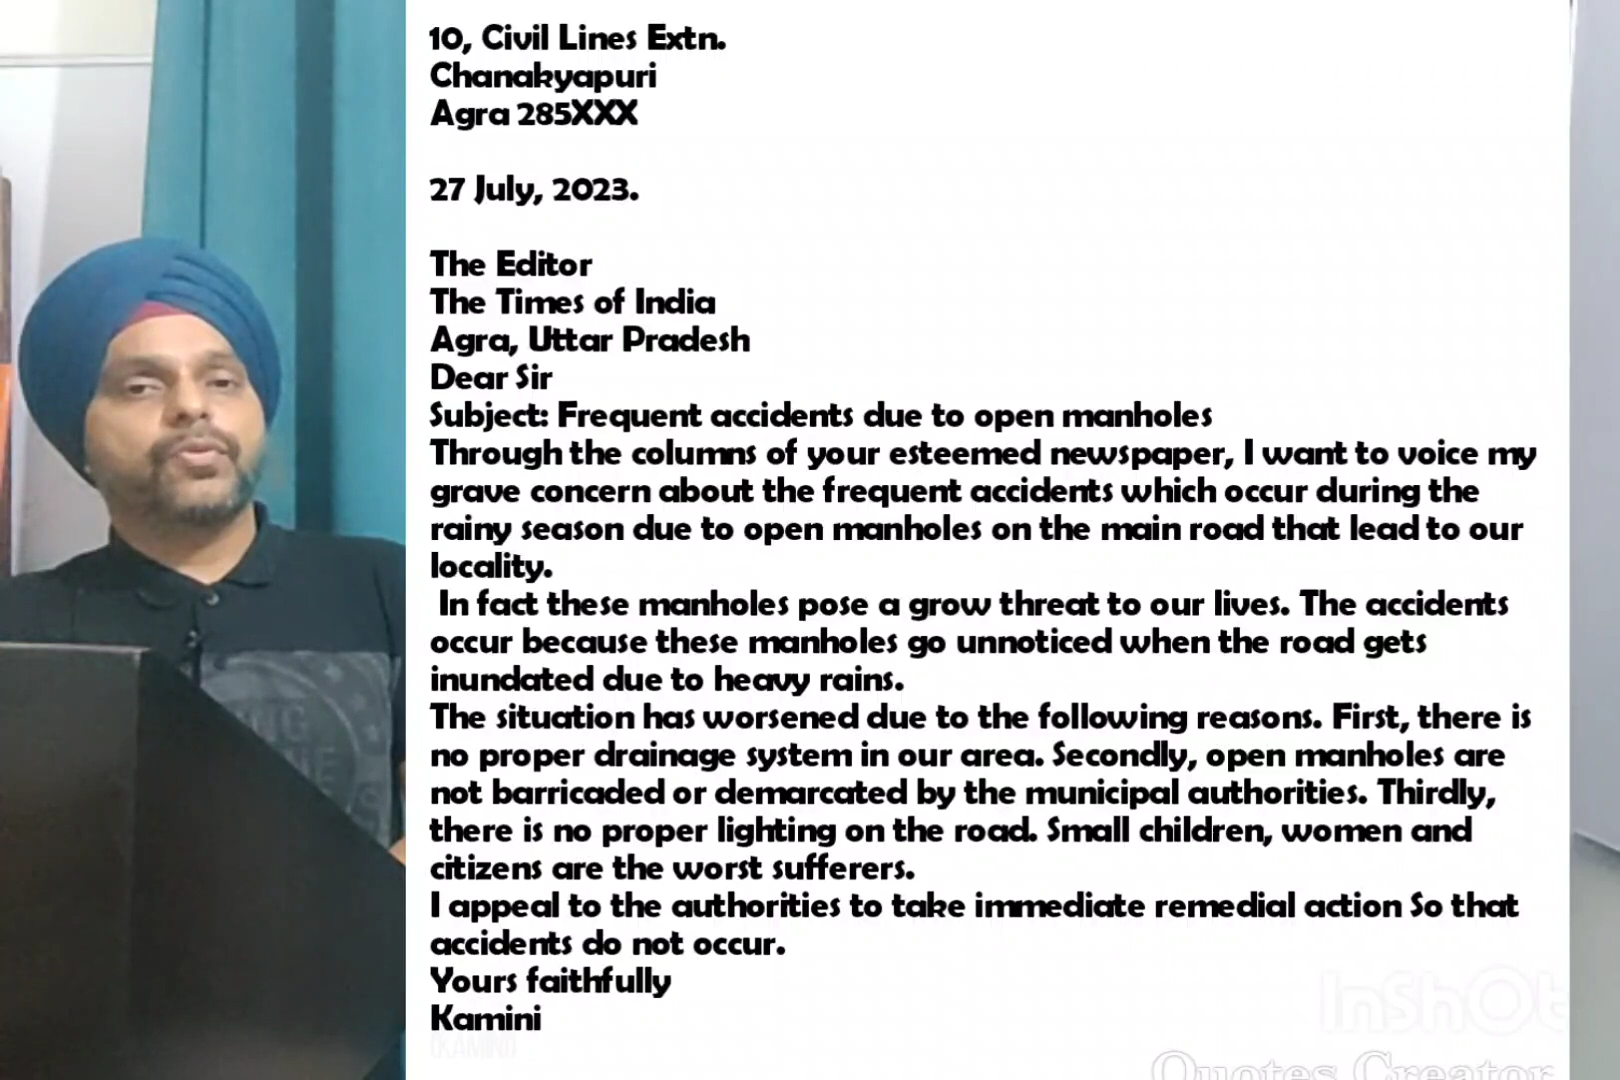 10, Civil Lines Extn.
Chanakyapuri
Agra 285XXX
27 July, 2023.
The Editor
The Times of India
Agra, Uttar Pradesh
Dear Sir
Subject: Frequent accidents due to open manholes
Through the columns of your esteemed newspaper, I want to voice my
grave concern about the frequent accidents which occur during the
rainy season due to open manholes on the main road that lead to our
locality.
In fact these manholes pose a grow threat to our lives. The accidents
occur because these manholes go unnoticed when the road gets
inundated due to heavy rains.
The situation has worsened due to the following reasons. First, there is
no proper drainage system in our area. Secondly, open manholes are
not barricaded or demarcated by the municipal authorities. Thirdly,
there is no proper lighting on the road. Small children, women and
citizens are the worst sufferers.
I appeal to the authorities to take immediate remedial action So that
accidents do not occur.
Yours faithfully
Kamini
(KAMINI)
InShOt
Quotes Creator